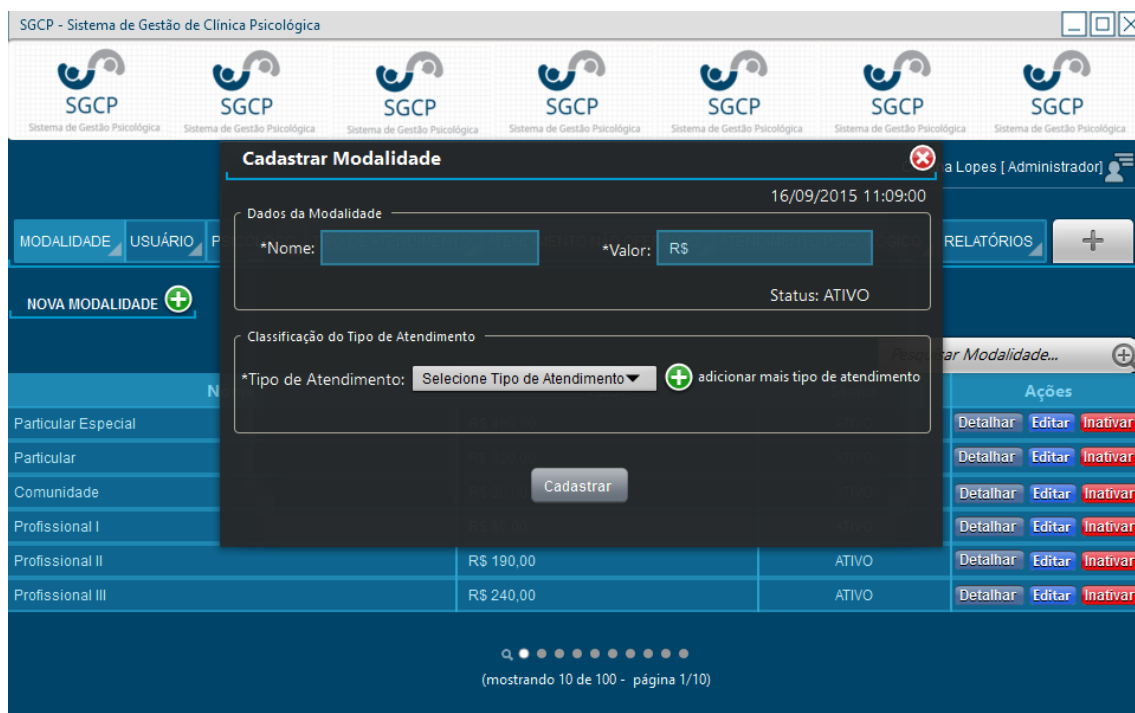 SGCP - Sistema de Gestão de Clínica Psicológica
SGCP SGCP SGCP SGCP SGCP SGCP SGCP
Sistema de Gestão Psicológica Sistema de Gestão Psicológica Sistema de Gestão Psicológica Sistema de Gestão Psicológica Sistema de Gestão Psicológica Sistema de Gestão Psicológica Sistema de Gestão Psicológica
Cadastrar Modalidade
a Lopes [ Administrador]
16/09/2015 11:09:00
Dados da Modalidade
MODALIDADE USUÁRIO P RELATÓRIOS
*Nome: *Valor: R$
Status: ATIVO
NOVA MODALIDADE
Classificação do Tipo de Atendimento
Pesquisar Modalidade...
*Tipo de Atendimento: Selecione Tipo de Atendimento adicionar mais tipo de atendimento
N Ações
Particular Especial Detalhar Editar Inativar
Particular Detalhar Editar Inativar
Cadastrar
Comunidade Detalhar Editar Inativar
Profissional I Detalhar Editar Inativar
Profissional II R$ 190,00 ATIVO Detalhar Editar Inativar
Profissional III R$ 240,00 ATIVO Detalhar Editar Inativar
(mostrando 10 de 100 - página 1/10)